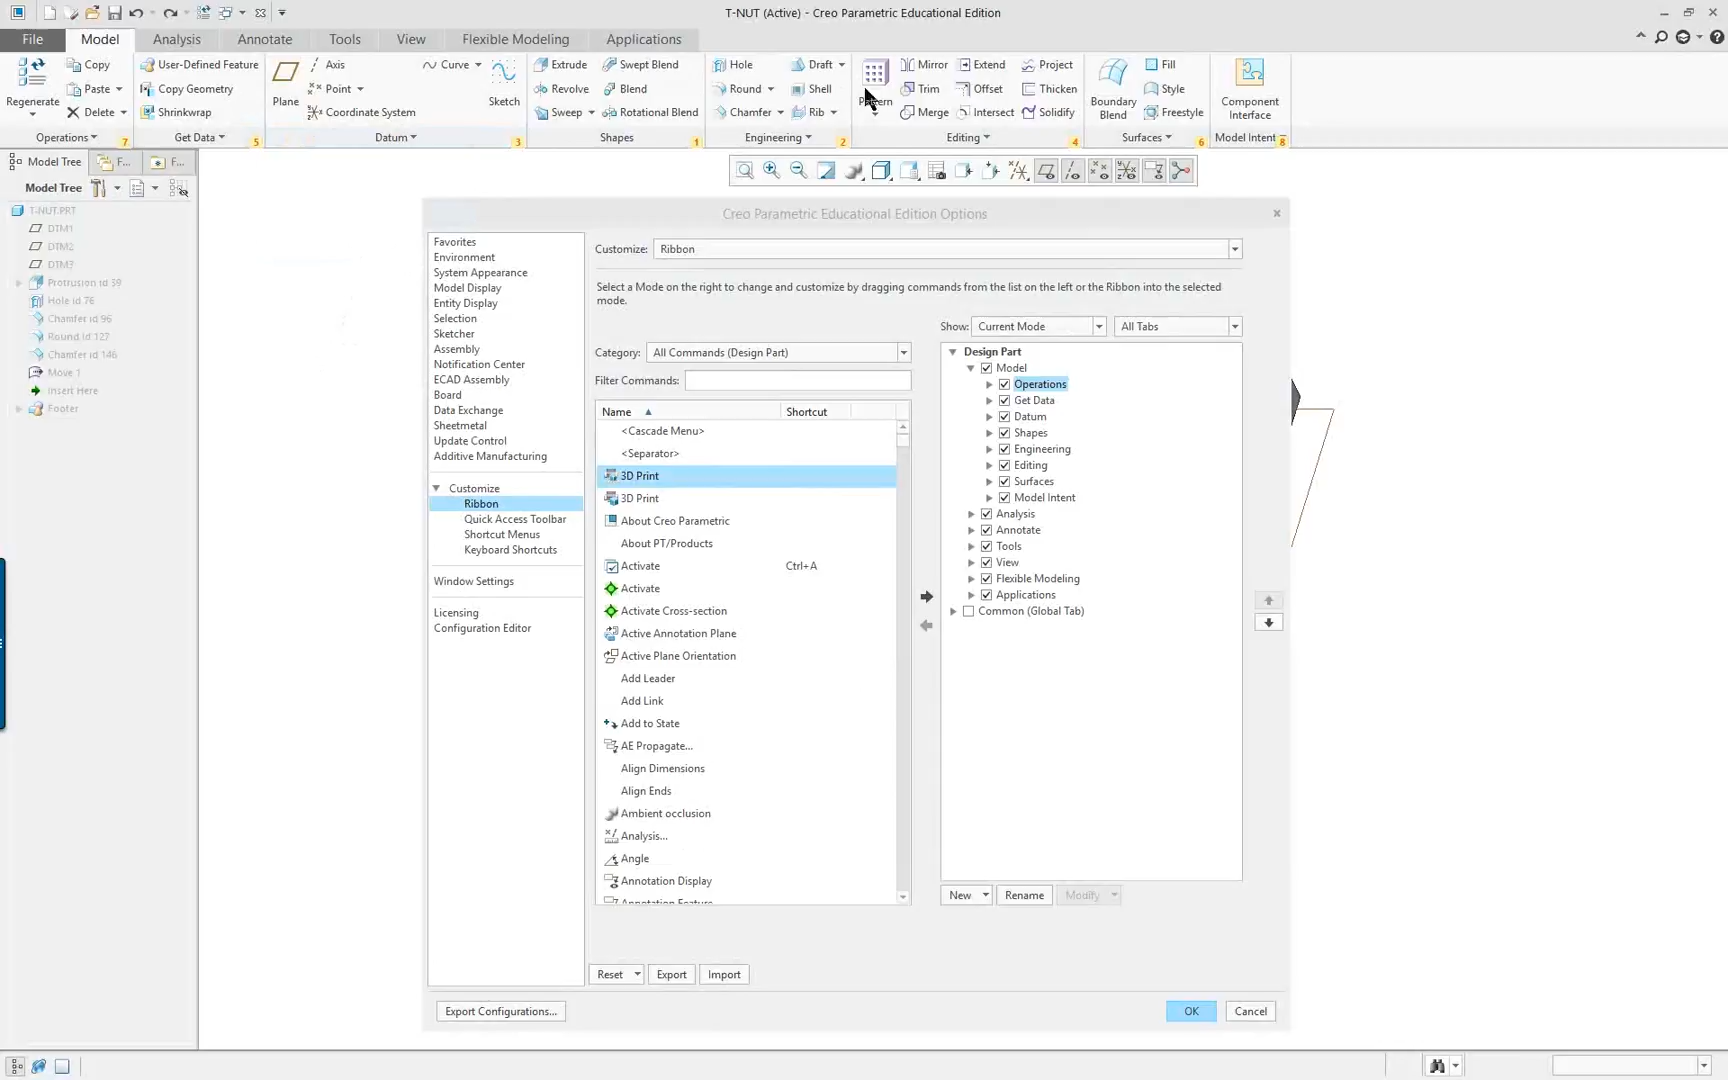 T-NUT (Active) - Creo Parametric Educational Edition
File Model Analysis Annotate Tools View Flexible Modeling Applications
Regenerate
Copy
Paste
Delete
Operations 7
User-Defined Feature
Copy Geometry
Shrinkwrap
Get Data 5
Plane
Axis
Point
Coordinate System
Curve
Sketch
Datum 3
Extrude
Revolve
Sweep
Swept Blend
Blend
Rotational Blend
Shapes 1
Hole
Round
Chamfer
Draft
Shell
Rib
Engineering 2
Mirror
Trim
Merge
Extend
Offset
Intersect
Project
Thicken
Solidify
Editing 4
Boundary
Blend
Fill
Style
Freestyle
Surfaces 6
Component
Interface
Model Intent 8
Model Tree F... F...
Model Tree
T-NUT.PRT
DTM1
DTM2
DTM3
Protrusion id 39
Hole id 76
Chamfer id 96
Round id 127
Chamfer id 146
Move 1
Insert Here
Footer
Creo Parametric Educational Edition Options
Favorites
Environment
System Appearance
Model Display
Entity Display
Selection
Sketcher
Assembly
Notification Center
ECAD Assembly
Board
Data Exchange
Sheetmetal
Update Control
Additive Manufacturing
Customize
Ribbon
Quick Access Toolbar
Shortcut Menus
Keyboard Shortcuts
Window Settings
Licensing
Configuration Editor
Customize: Ribbon
Select a Mode on the right to change and customize by dragging commands from the list on the left or the Ribbon into the selected
mode.
Show: Current Mode All Tabs
Category: All Commands (Design Part)
Filter Commands:
Name Shortcut
<Cascade Menu>
<Separator>
3D Print
3D Print
About Creo Parametric
About PT/Products
Activate Ctrl+A
Activate
Activate Cross-section
Active Annotation Plane
Active Plane Orientation
Add Leader
Add Link
Add to State
AE Propagate...
Align Dimensions
Align Ends
Ambient occlusion
Analysis...
Angle
Annotation Display
Design Part
Model
Operations
Get Data
Datum
Shapes
Engineering
Editing
Surfaces
Model Intent
Analysis
Annotate
Tools
View
Flexible Modeling
Applications
Common (Global Tab)
New Rename Modify
Reset Export Import
Export Configurations... OK Cancel